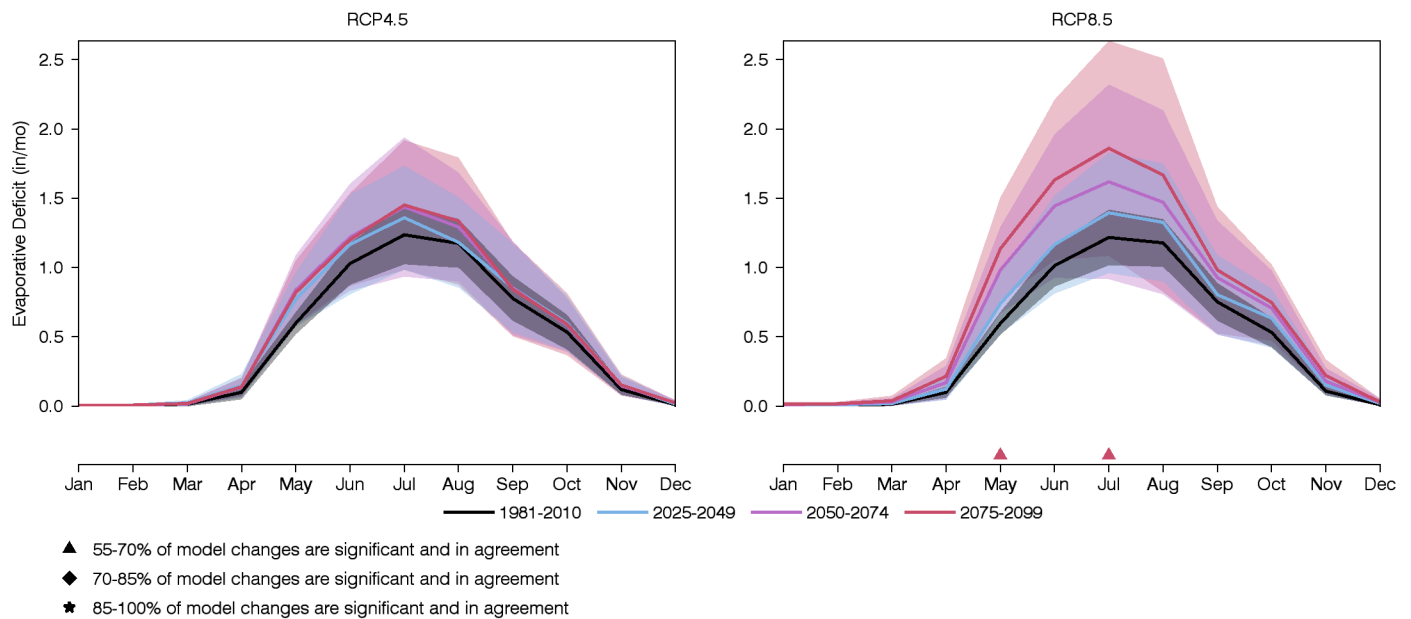 RCP4.5
RCP8.5
Evaporative Deficit (in/mo)
2.5
2.0
1.5
1.0
0.5
0.0
2.5
2.0
1.5
1.0
0.5
0.0
Jan Feb Mar Apr May Jun Jul Aug Sep Oct Nov Dec
Jan Feb Mar Apr May Jun Jul Aug Sep Oct Nov Dec
1981-2010 2025-2049 2050-2074 2075-2099
55-70% of model changes are significant and in agreement
70-85% of model changes are significant and in agreement
85-100% of model changes are significant and in agreement